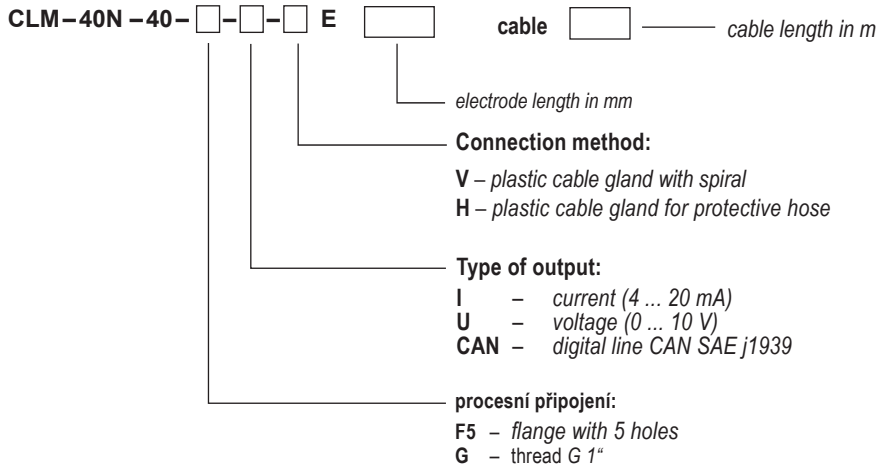 CLM–40N –40– – – E cable cable length in m
electrode length in mm
Connection method:
V – plastic cable gland with spiral
H – plastic cable gland for protective hose
Type of output:
I – current (4 ... 20 mA)
U – voltage (0 ... 10 V)
CAN – digital line CAN SAE j1939
procesní připojení:
F5 – flange with 5 holes
G – thread G 1“